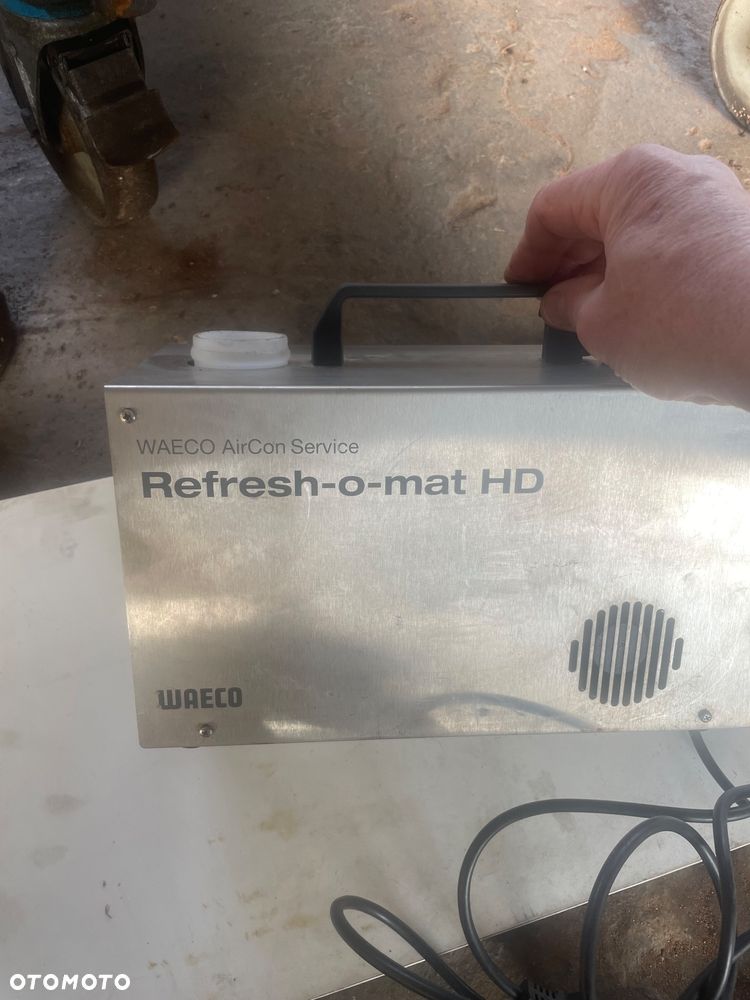 WAECO AirCon Service
Refresh-o-mat HD
WAECO
OTOMOTO